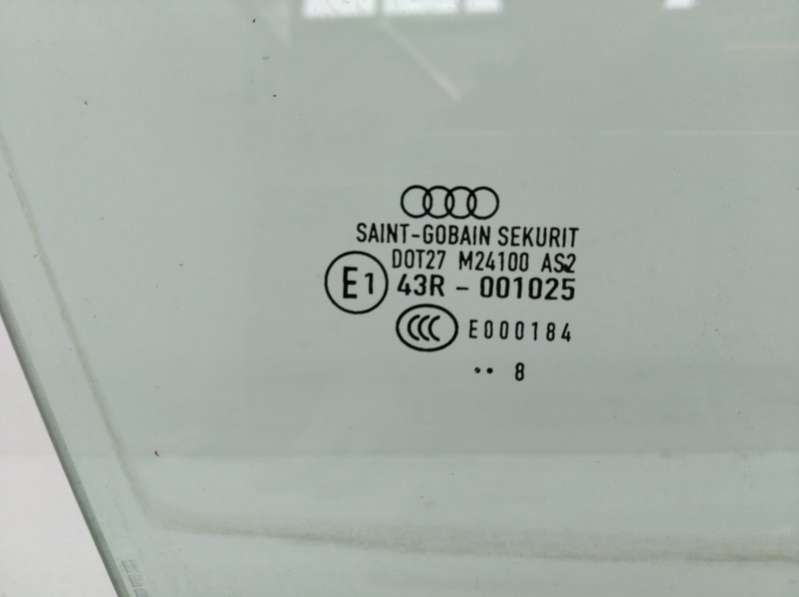 SAINT-GOBAIN SEKURIT
DOT27 M24100 AS2
E1 43R - 001025
CCC E000184
.. 8